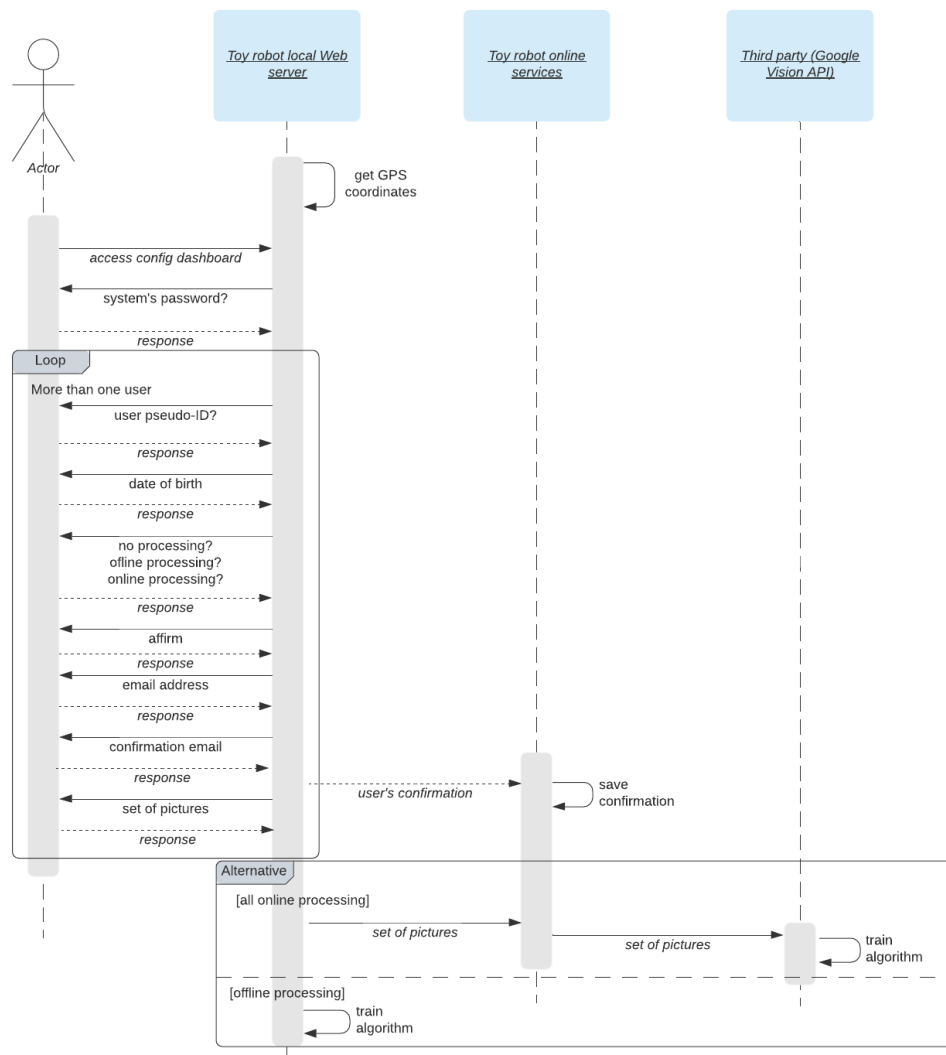 Toy robot local Web
server
Toy robot online
services
Third party (Google
Vision API)
Actor
get GPS
coordinates
access config dashboard
system's password?
response
Loop
More than one user
user pseudo-ID?
response
date of birth
response
no processing?
ofline processing?
online processing?
response
affirm
response
email address
response
confirmation email
response
user's confirmation
save
confirmation
set of pictures
response
Alternative
[all online processing]
set of pictures
set of pictures
train
algorithm
[offline processing]
train
algorithm